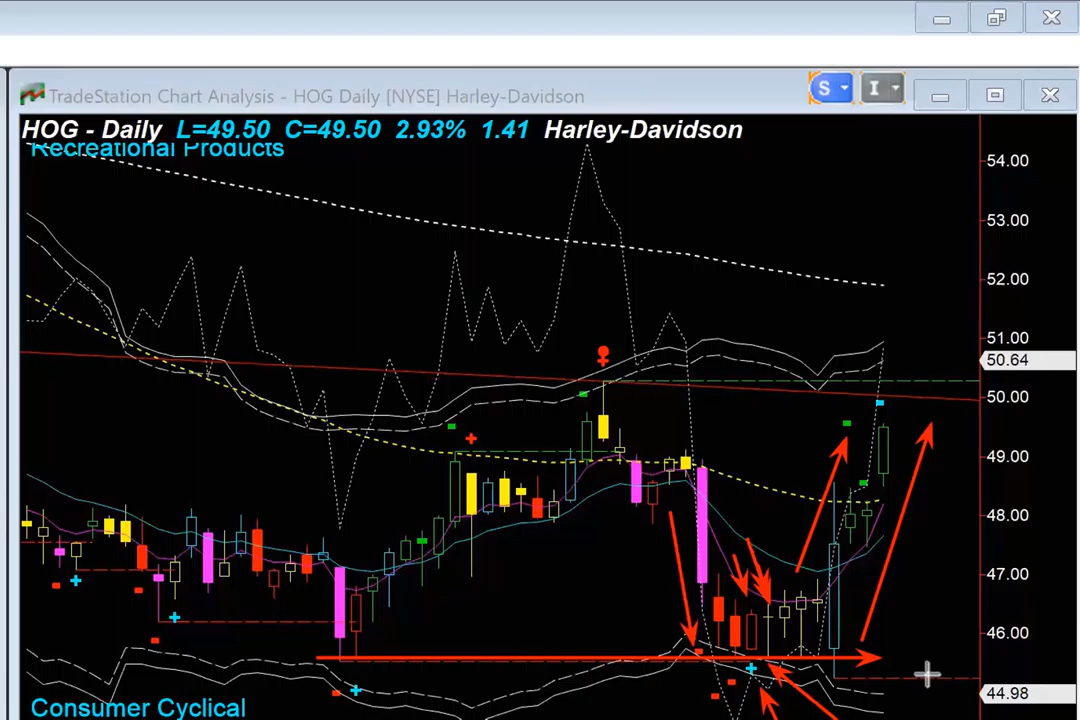 TradeStation Chart Analysis - HOG Daily [NYSE] Harley-Davidson
S
I
HOG - Daily L=49.50 C=49.50 2.93% 1.41 Harley-Davidson
Recreational Products
54.00
53.00
52.00
51.00
50.64
50.00
49.00
48.00
47.00
46.00
44.98
Consumer Cyclical